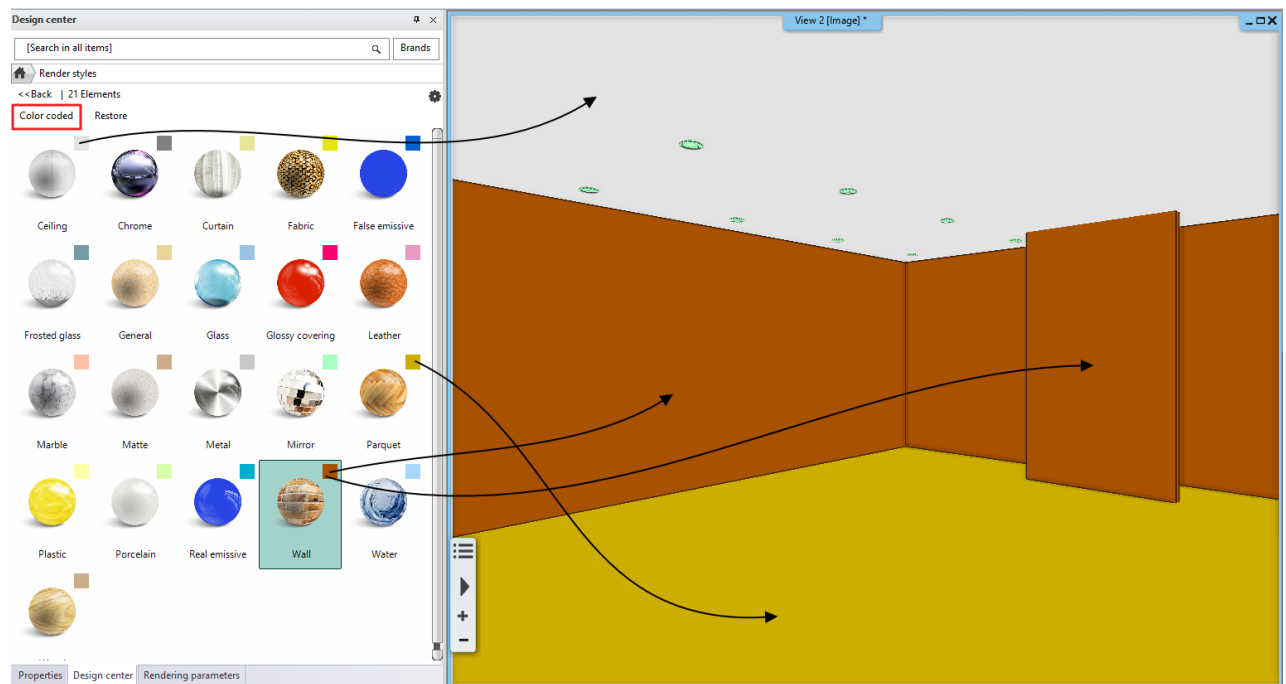 Design center
View 2 [Image] *
[Search in all items]
Brands
Render styles
<<Back | 21 Elements
Color coded Restore
Ceiling Chrome Curtain Fabric False emissive
Frosted glass General Glass Glossy covering Leather
Marble Matte Metal Mirror Parquet
Plastic Porcelain Real emissive Wall Water
Properties Design center Rendering parameters